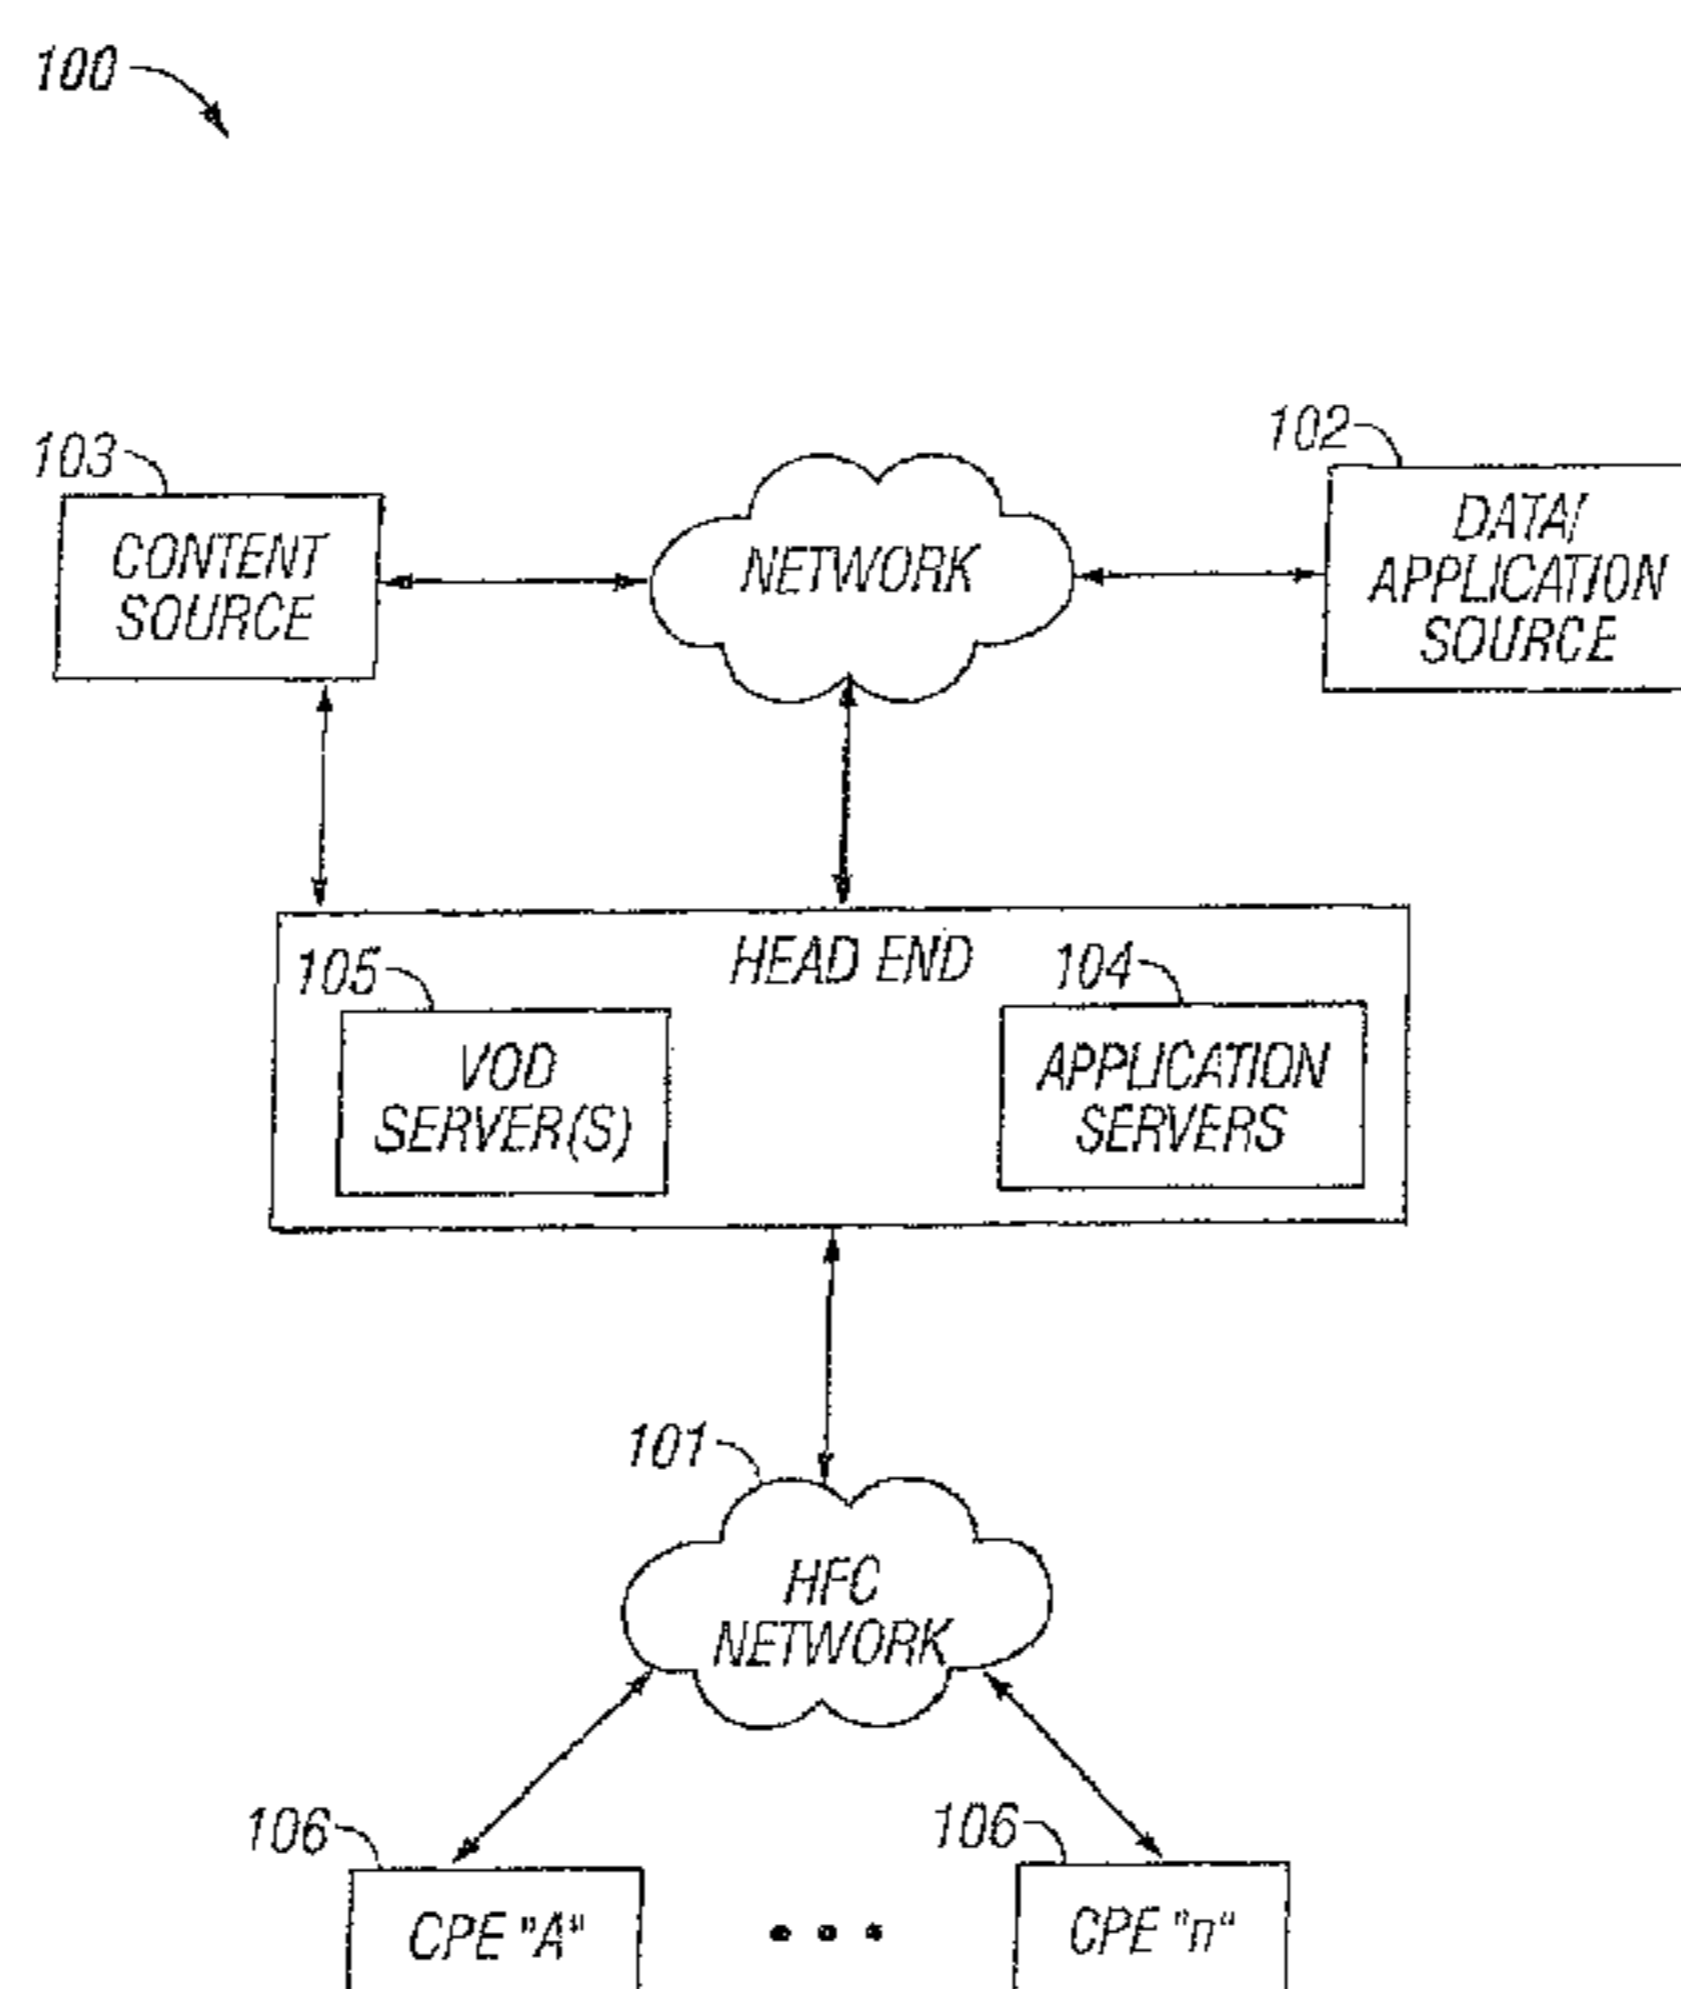 100
103
102
CONTENT
SOURCE
NETWORK
DATA/
APPLICATION
SOURCE
HEAD END
105
104
VOD
SERVER(S)
APPLICATION
SERVERS
101
HFC
NETWORK
106
106
CPE "A"
CPE "n"